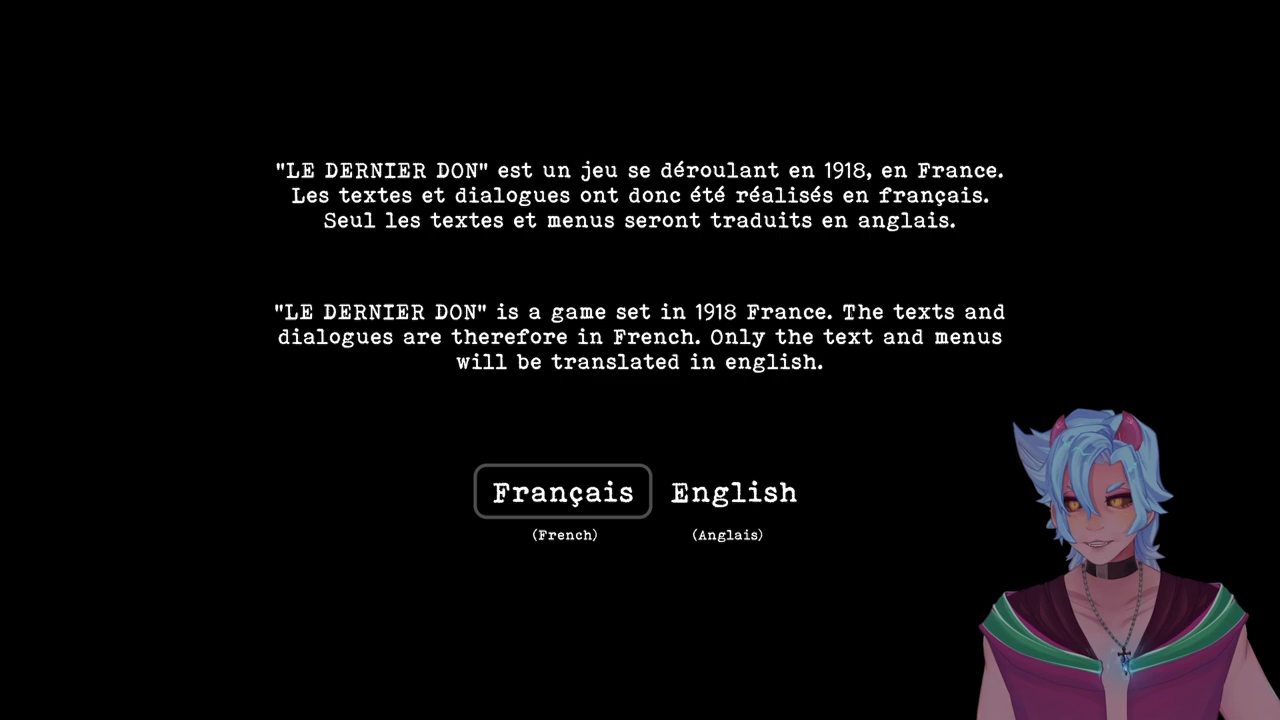 "LE DERNIER DON" est un jeu se déroulant en 1918, en France.
Les textes et dialogues ont donc été réalisés en français.
Seul les textes et menus seront traduits en anglais.
"LE DERNIER DON" is a game set in 1918 France. The texts and
dialogues are therefore in French. Only the text and menus
will be translated in english.
Français English
(French) (Anglais)